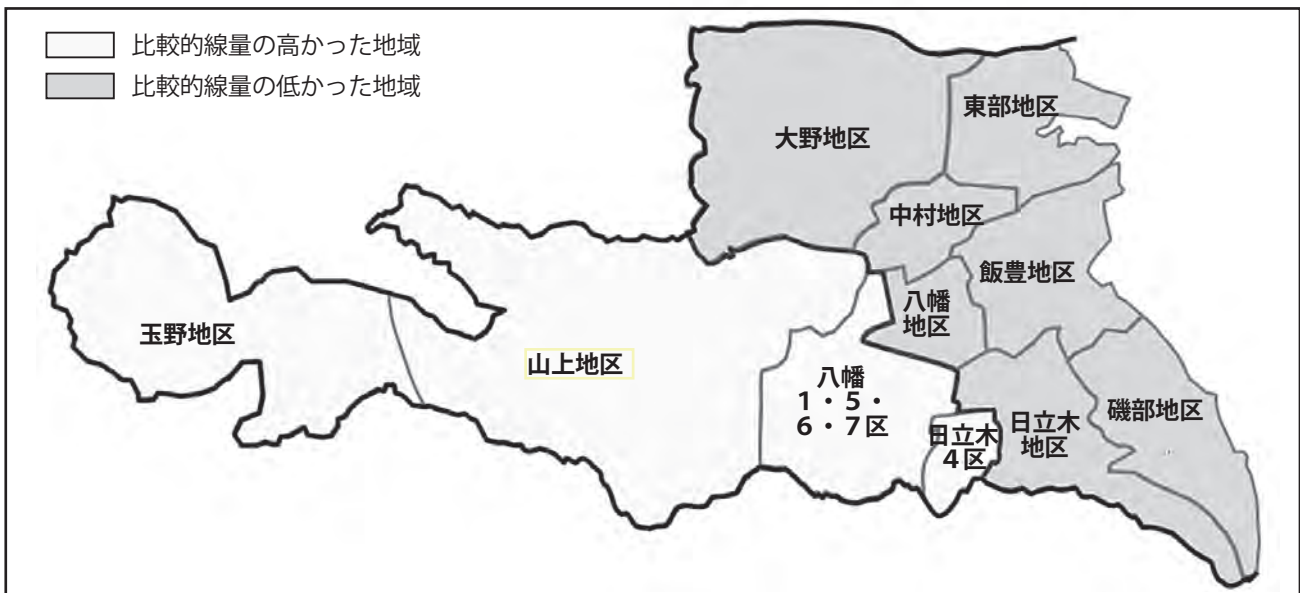 比較的線量の高かった地域
比較的線量の低かった地域
東部地区
大野地区
中村地区
飯豊地区
八幡
地区
玉野地区
山上地区
八幡
1・5・
6・7区
日立木
4区
日立木
地区
磯部地区